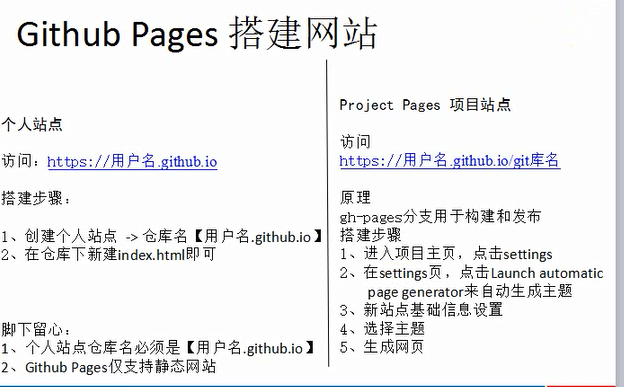 Github Pages 搭建网站
个人站点
访问：https://用户名.github.io
搭建步骤：
1、创建个人站点 -> 仓库名【用户名.github.io】
2、在仓库下新建index.html即可
脚下留心：
1、个人站点仓库名必须是【用户名.github.io】
2、Github Pages仅支持静态网站
Project Pages 项目站点
访问
https://用户名.github.io/git库名
原理
gh-pages分支用于构建和发布
搭建步骤
1、进入项目主页，点击settings
2、在settings页，点击Launch automatic
page generator来自动生成主题
3、新站点基础信息设置
4、选择主题
5、生成网页